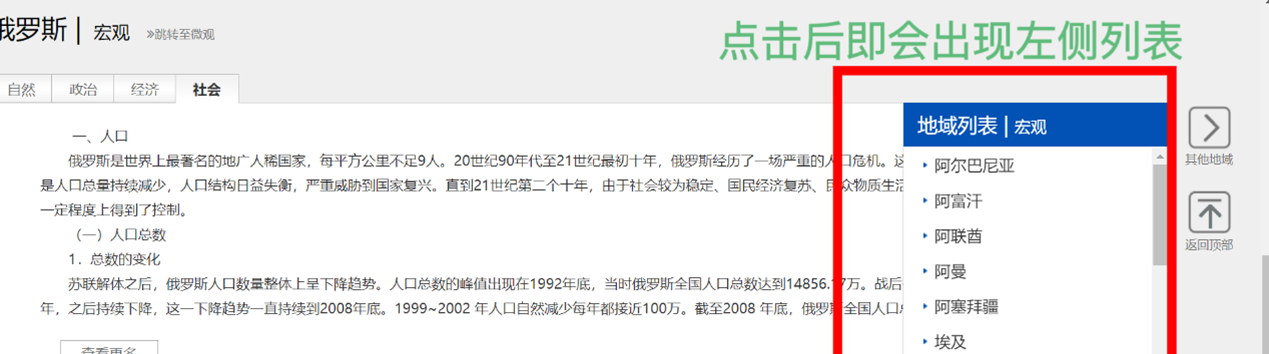 俄罗斯 | 宏观 »跳转至微观
点击后即会出现左侧列表
自然 政治 经济 社会
地域列表 | 宏观
一、人口
俄罗斯是世界上最著名的地广人稀国家，每平方公里不足9人。20世纪90年代至21世纪最初十年，俄罗斯经历了一场严重的人口危机。这
是人口总量持续减少，人口结构日益失衡，严重威胁到国家复兴。直到21世纪第二个十年，由于社会较为稳定、国民经济复苏、民众物质生活
一定程度上得到了控制。
（一）人口总数
1. 总数的变化
苏联解体之后，俄罗斯人口数量整体上呈下降趋势。人口总数的峰值出现在1992年底，当时俄罗斯全国人口总数达到14856.17万。战后
年，之后持续下降，这一下降趋势一直持续到2008年底。1999~2002 年人口自然减少每年都接近100万。截至2008 年底，俄罗斯全国人口
查看更多
阿尔巴尼亚
阿富汗
阿联酋
阿曼
阿塞拜疆
埃及
其他地域
返回顶部